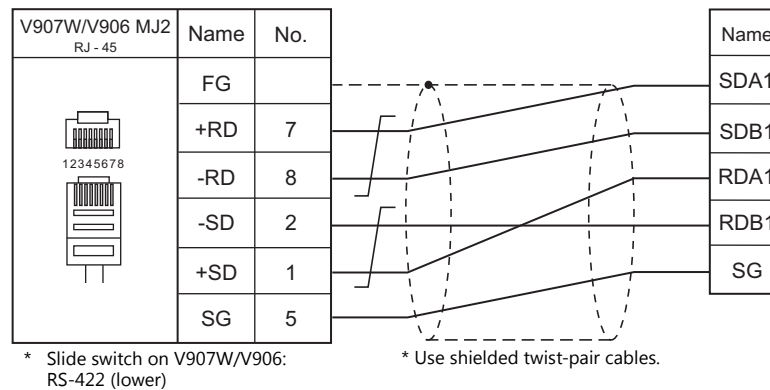 V907W/V906 MJ2 Name No.
RJ - 45
FG
+RD 7
-RD 8
-SD 2
+SD 1
SG 5
12345678
Name
SDA1
SDB1
RDA1
RDB1
SG
* Slide switch on V907W/V906:
RS-422 (lower)
* Use shielded twist-pair cables.